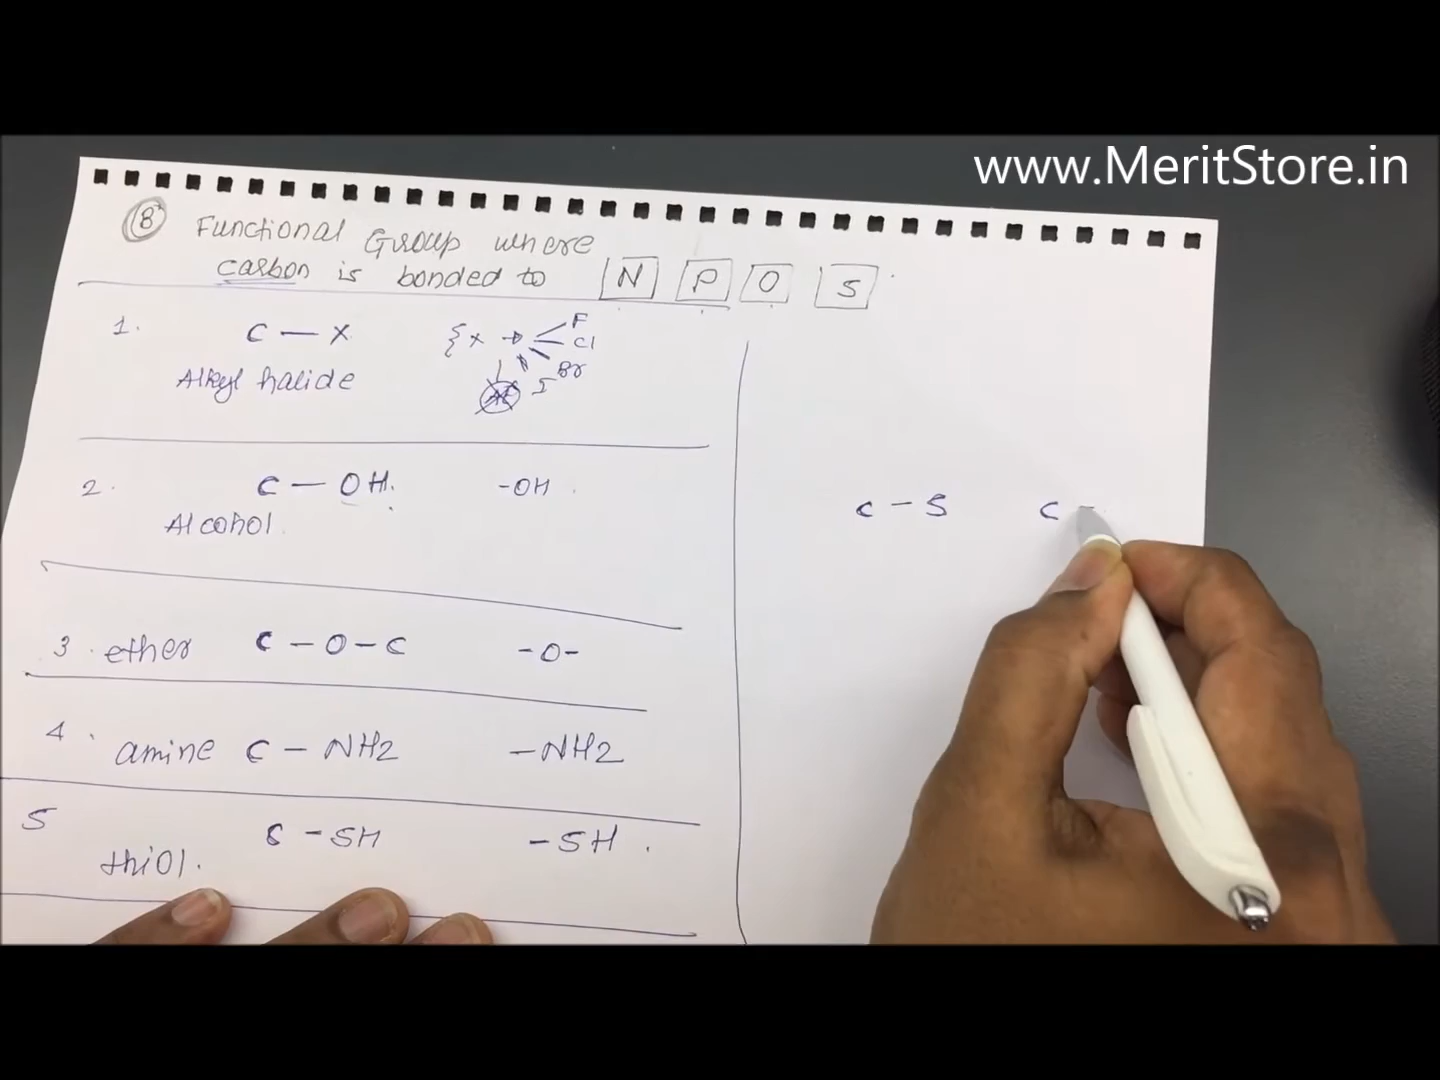 www.MeritStore.in
8 Functional Group where
carbon is bonded to N P O S
1. C — X { X → F
Cl
Br
I
Alkyl halide
2. C — OH. -OH
Alcohol
3. ether C - O - C -O-
4. amine C - NH2 -NH2
5 C - SH -SH.
thiol.
C - S C -